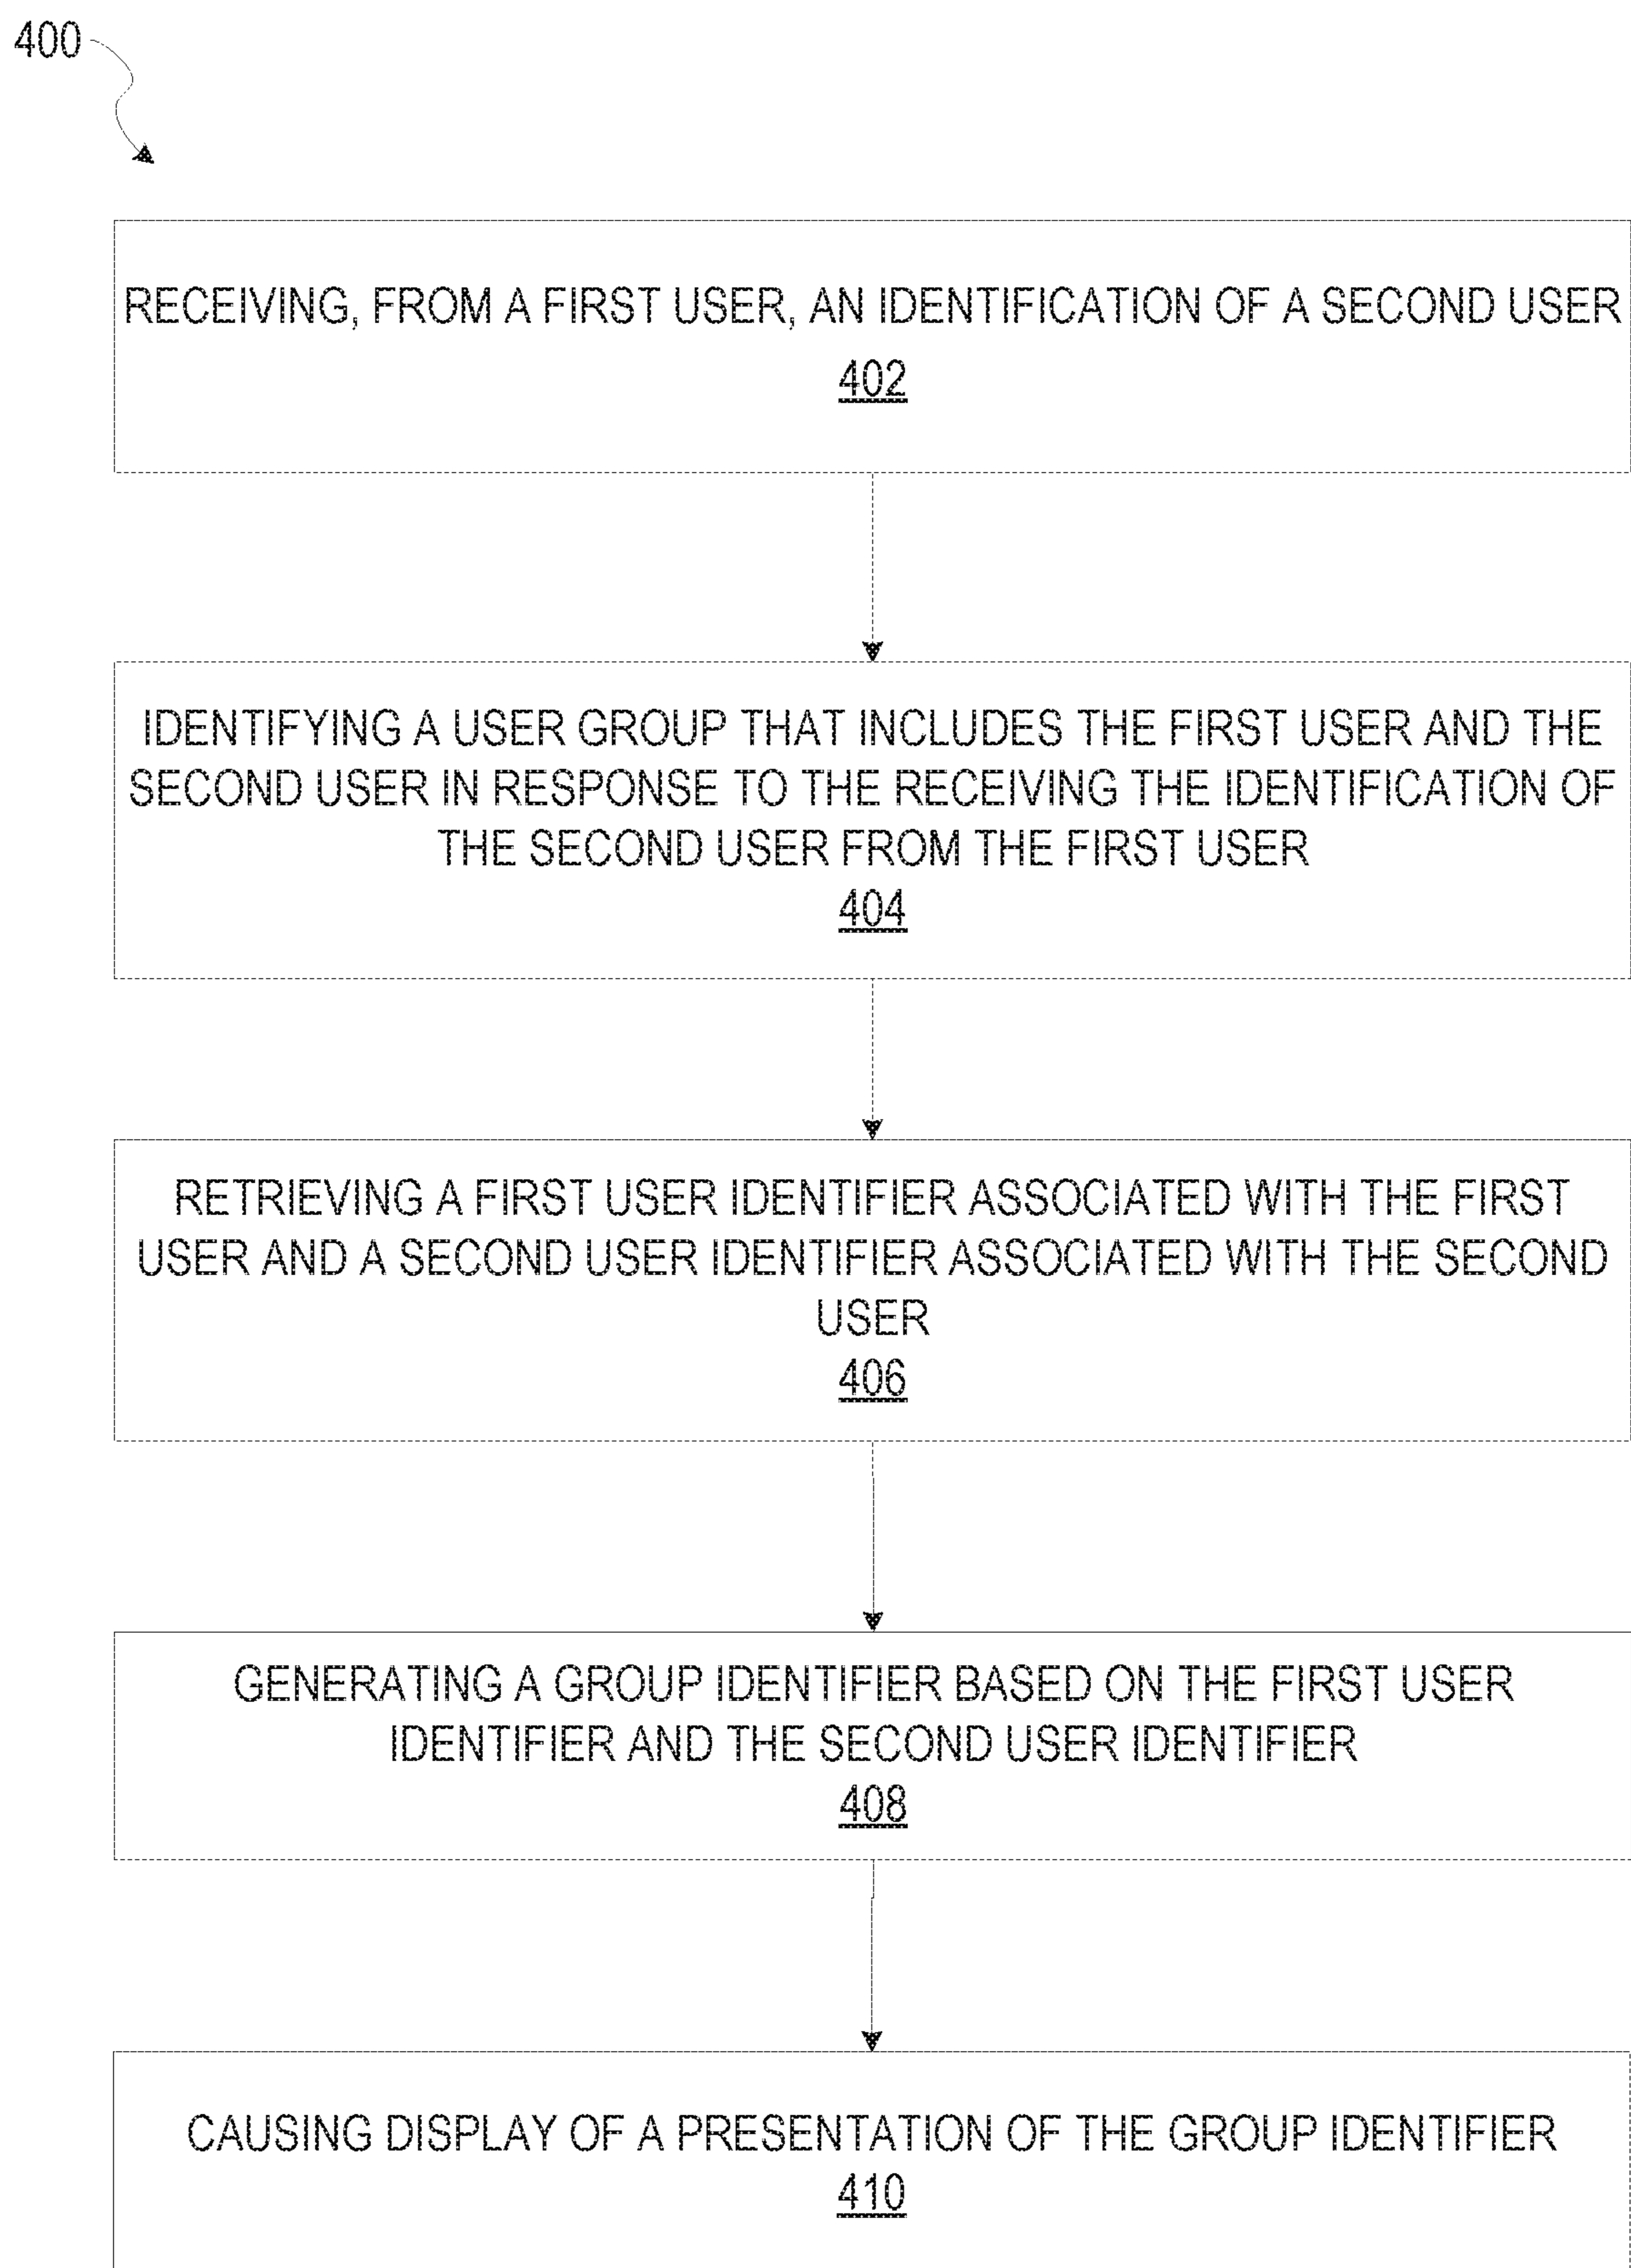 400
RECEIVING, FROM A FIRST USER, AN IDENTIFICATION OF A SECOND USER
402
IDENTIFYING A USER GROUP THAT INCLUDES THE FIRST USER AND THE
SECOND USER IN RESPONSE TO THE RECEIVING THE IDENTIFICATION OF
THE SECOND USER FROM THE FIRST USER
404
RETRIEVING A FIRST USER IDENTIFIER ASSOCIATED WITH THE FIRST
USER AND A SECOND USER IDENTIFIER ASSOCIATED WITH THE SECOND
USER
406
GENERATING A GROUP IDENTIFIER BASED ON THE FIRST USER
IDENTIFIER AND THE SECOND USER IDENTIFIER
408
CAUSING DISPLAY OF A PRESENTATION OF THE GROUP IDENTIFIER
410